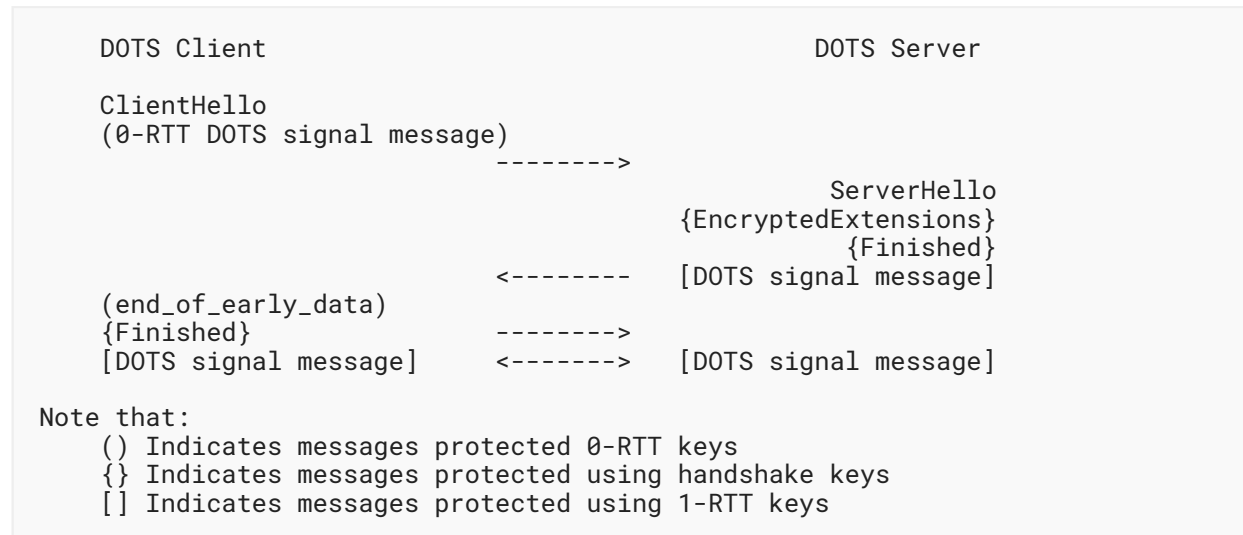 DOTS Client                                   DOTS Server
ClientHello
(0-RTT DOTS signal message)
-------->
ServerHello
{EncryptedExtensions}
{Finished}
<--------   [DOTS signal message]
(end_of_early_data)
{Finished}               -------->
[DOTS signal message]    <------->   [DOTS signal message]
Note that:
() Indicates messages protected 0-RTT keys
{} Indicates messages protected using handshake keys
[] Indicates messages protected using 1-RTT keys